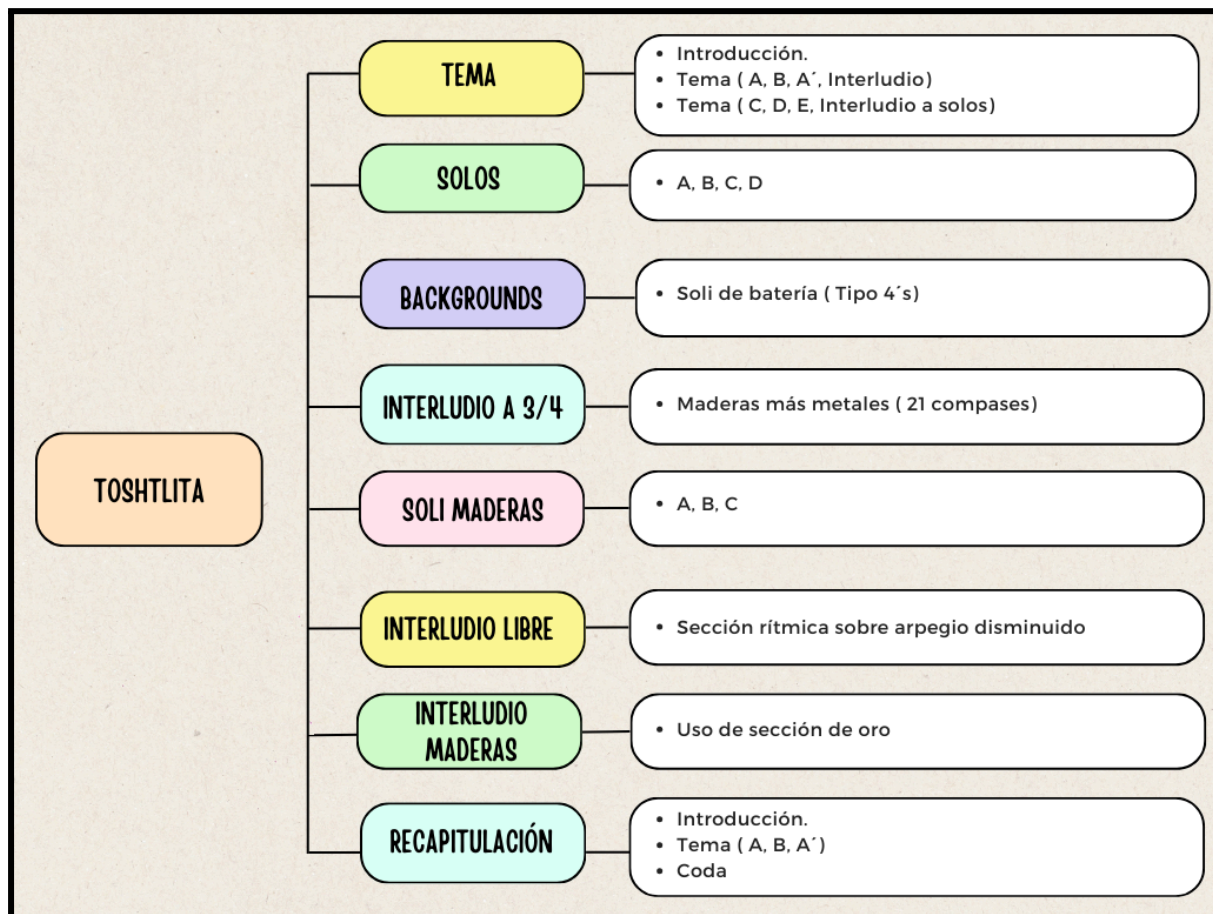 TOSHTLITA
TEMA
• Introducción.
• Tema ( A, B, A´, Interludio)
• Tema ( C, D, E, Interludio a solos)
SOLOS
• A, B, C, D
BACKGROUNDS
• Soli de batería ( Tipo 4´s)
INTERLUDIO A 3/4
• Maderas más metales ( 21 compases)
SOLI MADERAS
• A, B, C
INTERLUDIO LIBRE
• Sección rítmica sobre arpegio disminuido
INTERLUDIO
MADERAS
• Uso de sección de oro
RECAPITULACIÓN
• Introducción.
• Tema ( A, B, A´)
• Coda